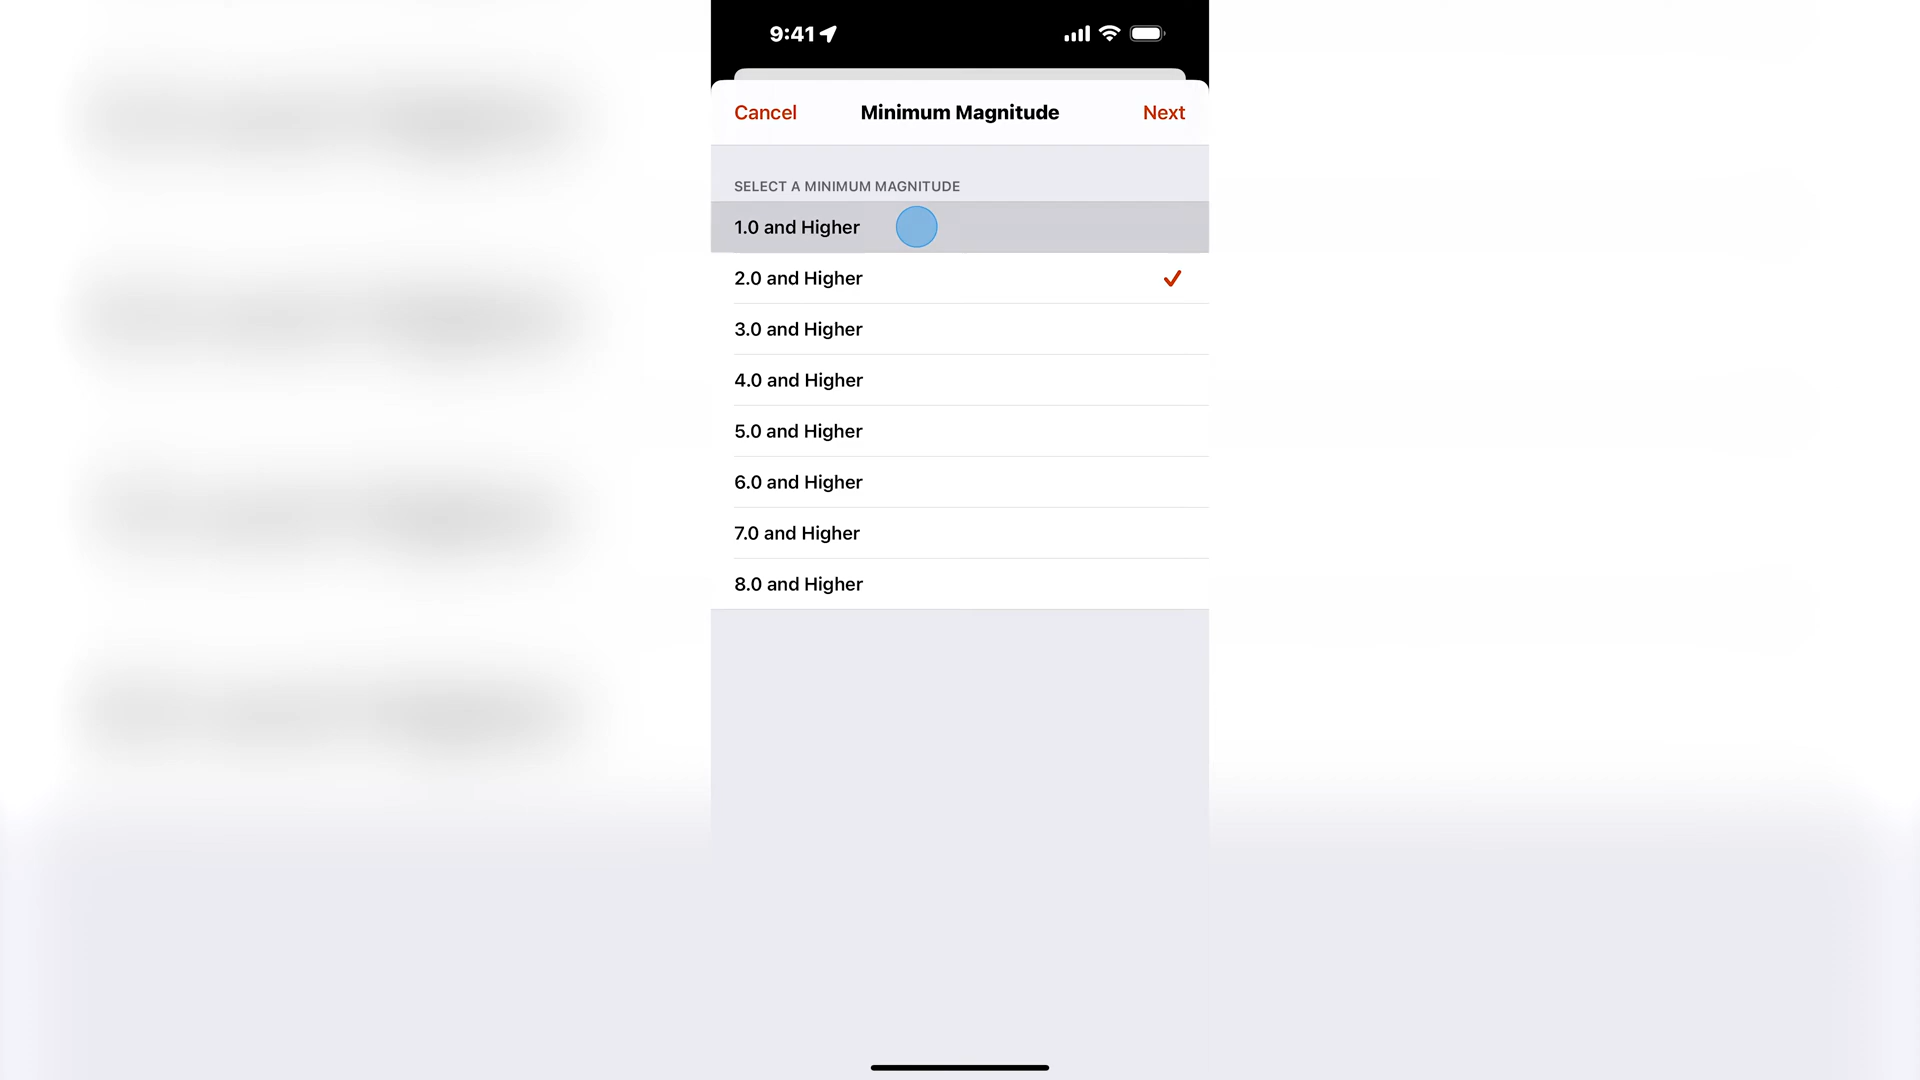 9:41
Cancel Minimum Magnitude Next
SELECT A MINIMUM MAGNITUDE
1.0 and Higher
2.0 and Higher
3.0 and Higher
4.0 and Higher
5.0 and Higher
6.0 and Higher
7.0 and Higher
8.0 and Higher